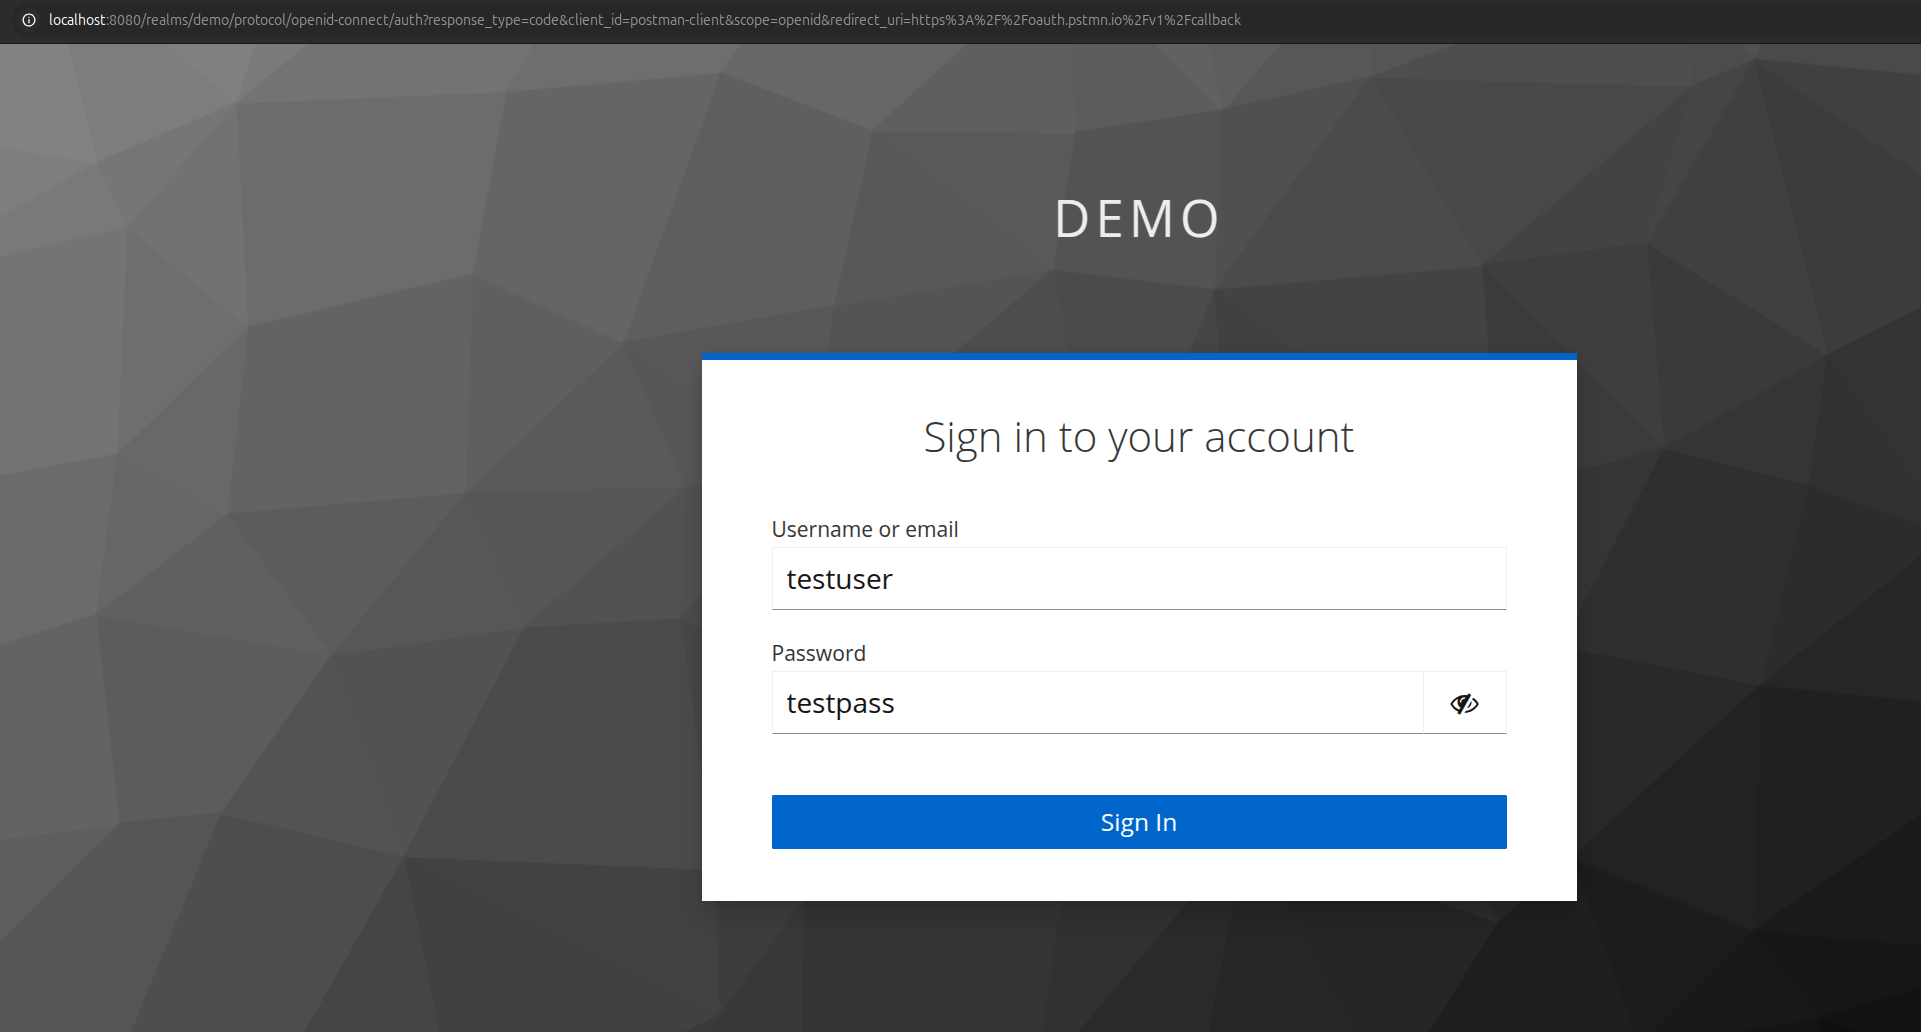 localhost:8080/realms/demo/protocol/openid-connect/auth?response_type=code&client_id=postman-client&scope=openid&redirect_uri=https%3A%2F%2Foauth.pstmn.io%2Fv1%2Fcallback
DEMO
Sign in to your account
Username or email
testuser
Password
testpass
Sign In